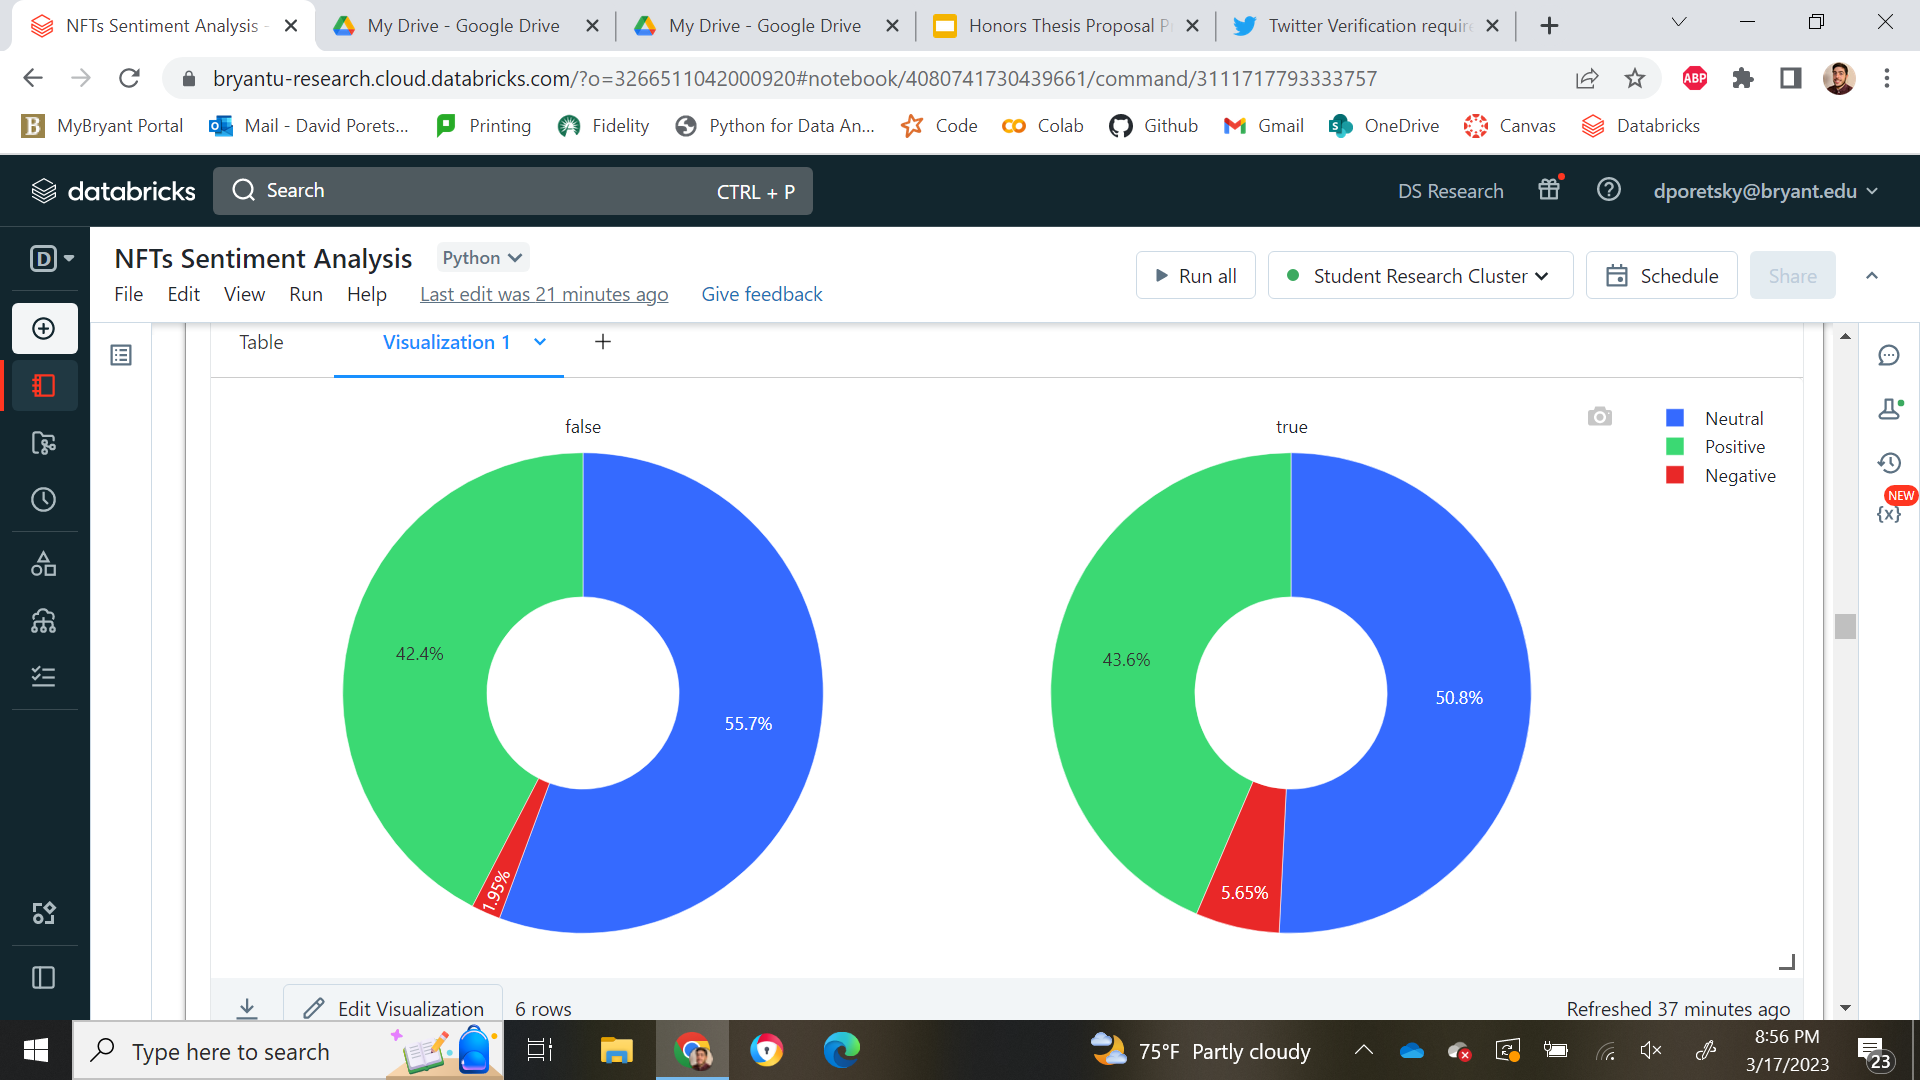 NFTs Sentiment Analysis -
My Drive - Google Drive
My Drive - Google Drive
Honors Thesis Proposal P
Twitter Verification require
bryantu-research.cloud.databricks.com/?o=3266511042000920#notebook/4080741730439661/command/3111717793333757
ABP
B MyBryant Portal
Mail - David Porets...
Printing
Fidelity
Python for Data An...
Code
Colab
Github
Gmail
OneDrive
Canvas
Databricks
databricks
Search
CTRL + P
DS Research
dporetsky@bryant.edu
D
NFTs Sentiment Analysis
Python
File Edit View Run Help
Last edit was 21 minutes ago
Give feedback
Run all
Student Research Cluster
Schedule
Share
Table
Visualization 1
false
true
Neutral
Positive
Negative
NEW
{x}
42.4%
55.7%
1.95%
43.6%
50.8%
5.65%
Edit Visualization
6 rows
Refreshed 37 minutes ago
Type here to search
75°F Partly cloudy
8:56 PM
3/17/2023
23